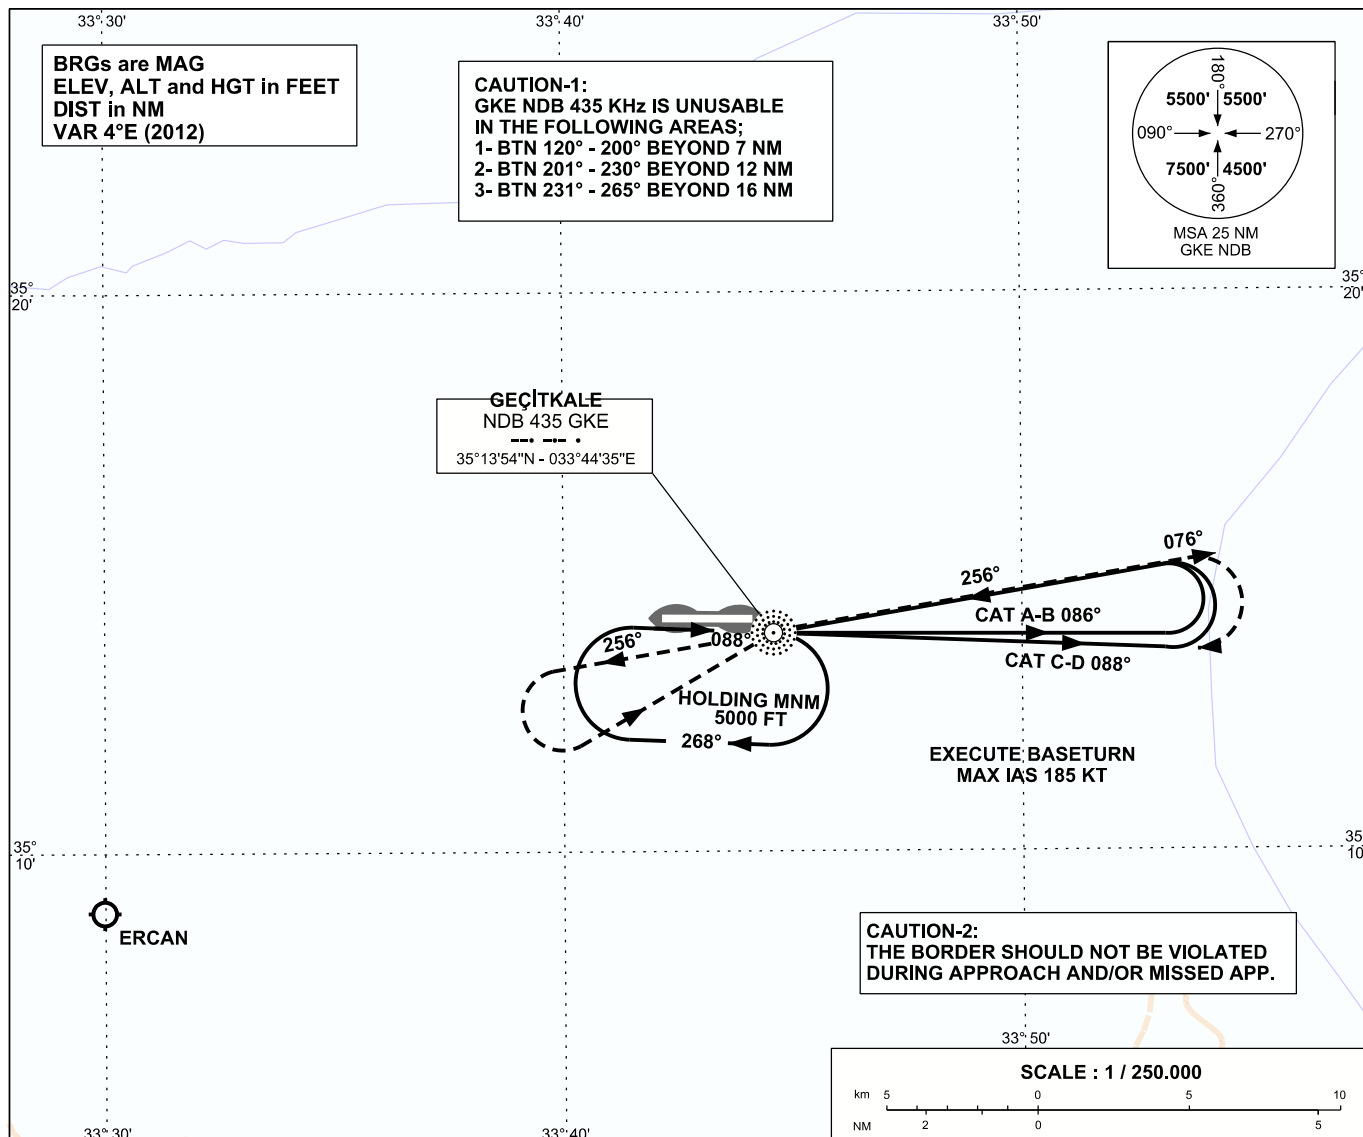 33° 30'
33° 40'
33° 50'
BRGs are MAG
ELEV, ALT and HGT in FEET
DIST in NM
VAR 4°E (2012)
CAUTION-1:
GKE NDB 435 KHz IS UNUSABLE
IN THE FOLLOWING AREAS;
1- BTN 120° - 200° BEYOND 7 NM
2- BTN 201° - 230° BEYOND 12 NM
3- BTN 231° - 265° BEYOND 16 NM
180°
5500' 5500'
090° 270°
7500' 4500'
360°
MSA 25 NM
GKE NDB
35°
20'
35°
20'
GEÇİTKALE
NDB 435 GKE
35°13'54"N - 033°44'35"E
076°
256°
CAT A-B 086°
CAT C-D 088°
256°
088°
HOLDING MNM
5000 FT
268°
EXECUTE BASETURN
MAX IAS 185 KT
35°
10'
35°
10'
ERCAN
CAUTION-2:
THE BORDER SHOULD NOT BE VIOLATED
DURING APPROACH AND/OR MISSED APP.
33° 50'
SCALE : 1 / 250.000
km 5 0 5 10
NM 2 0 5
33° 30'
33° 40'